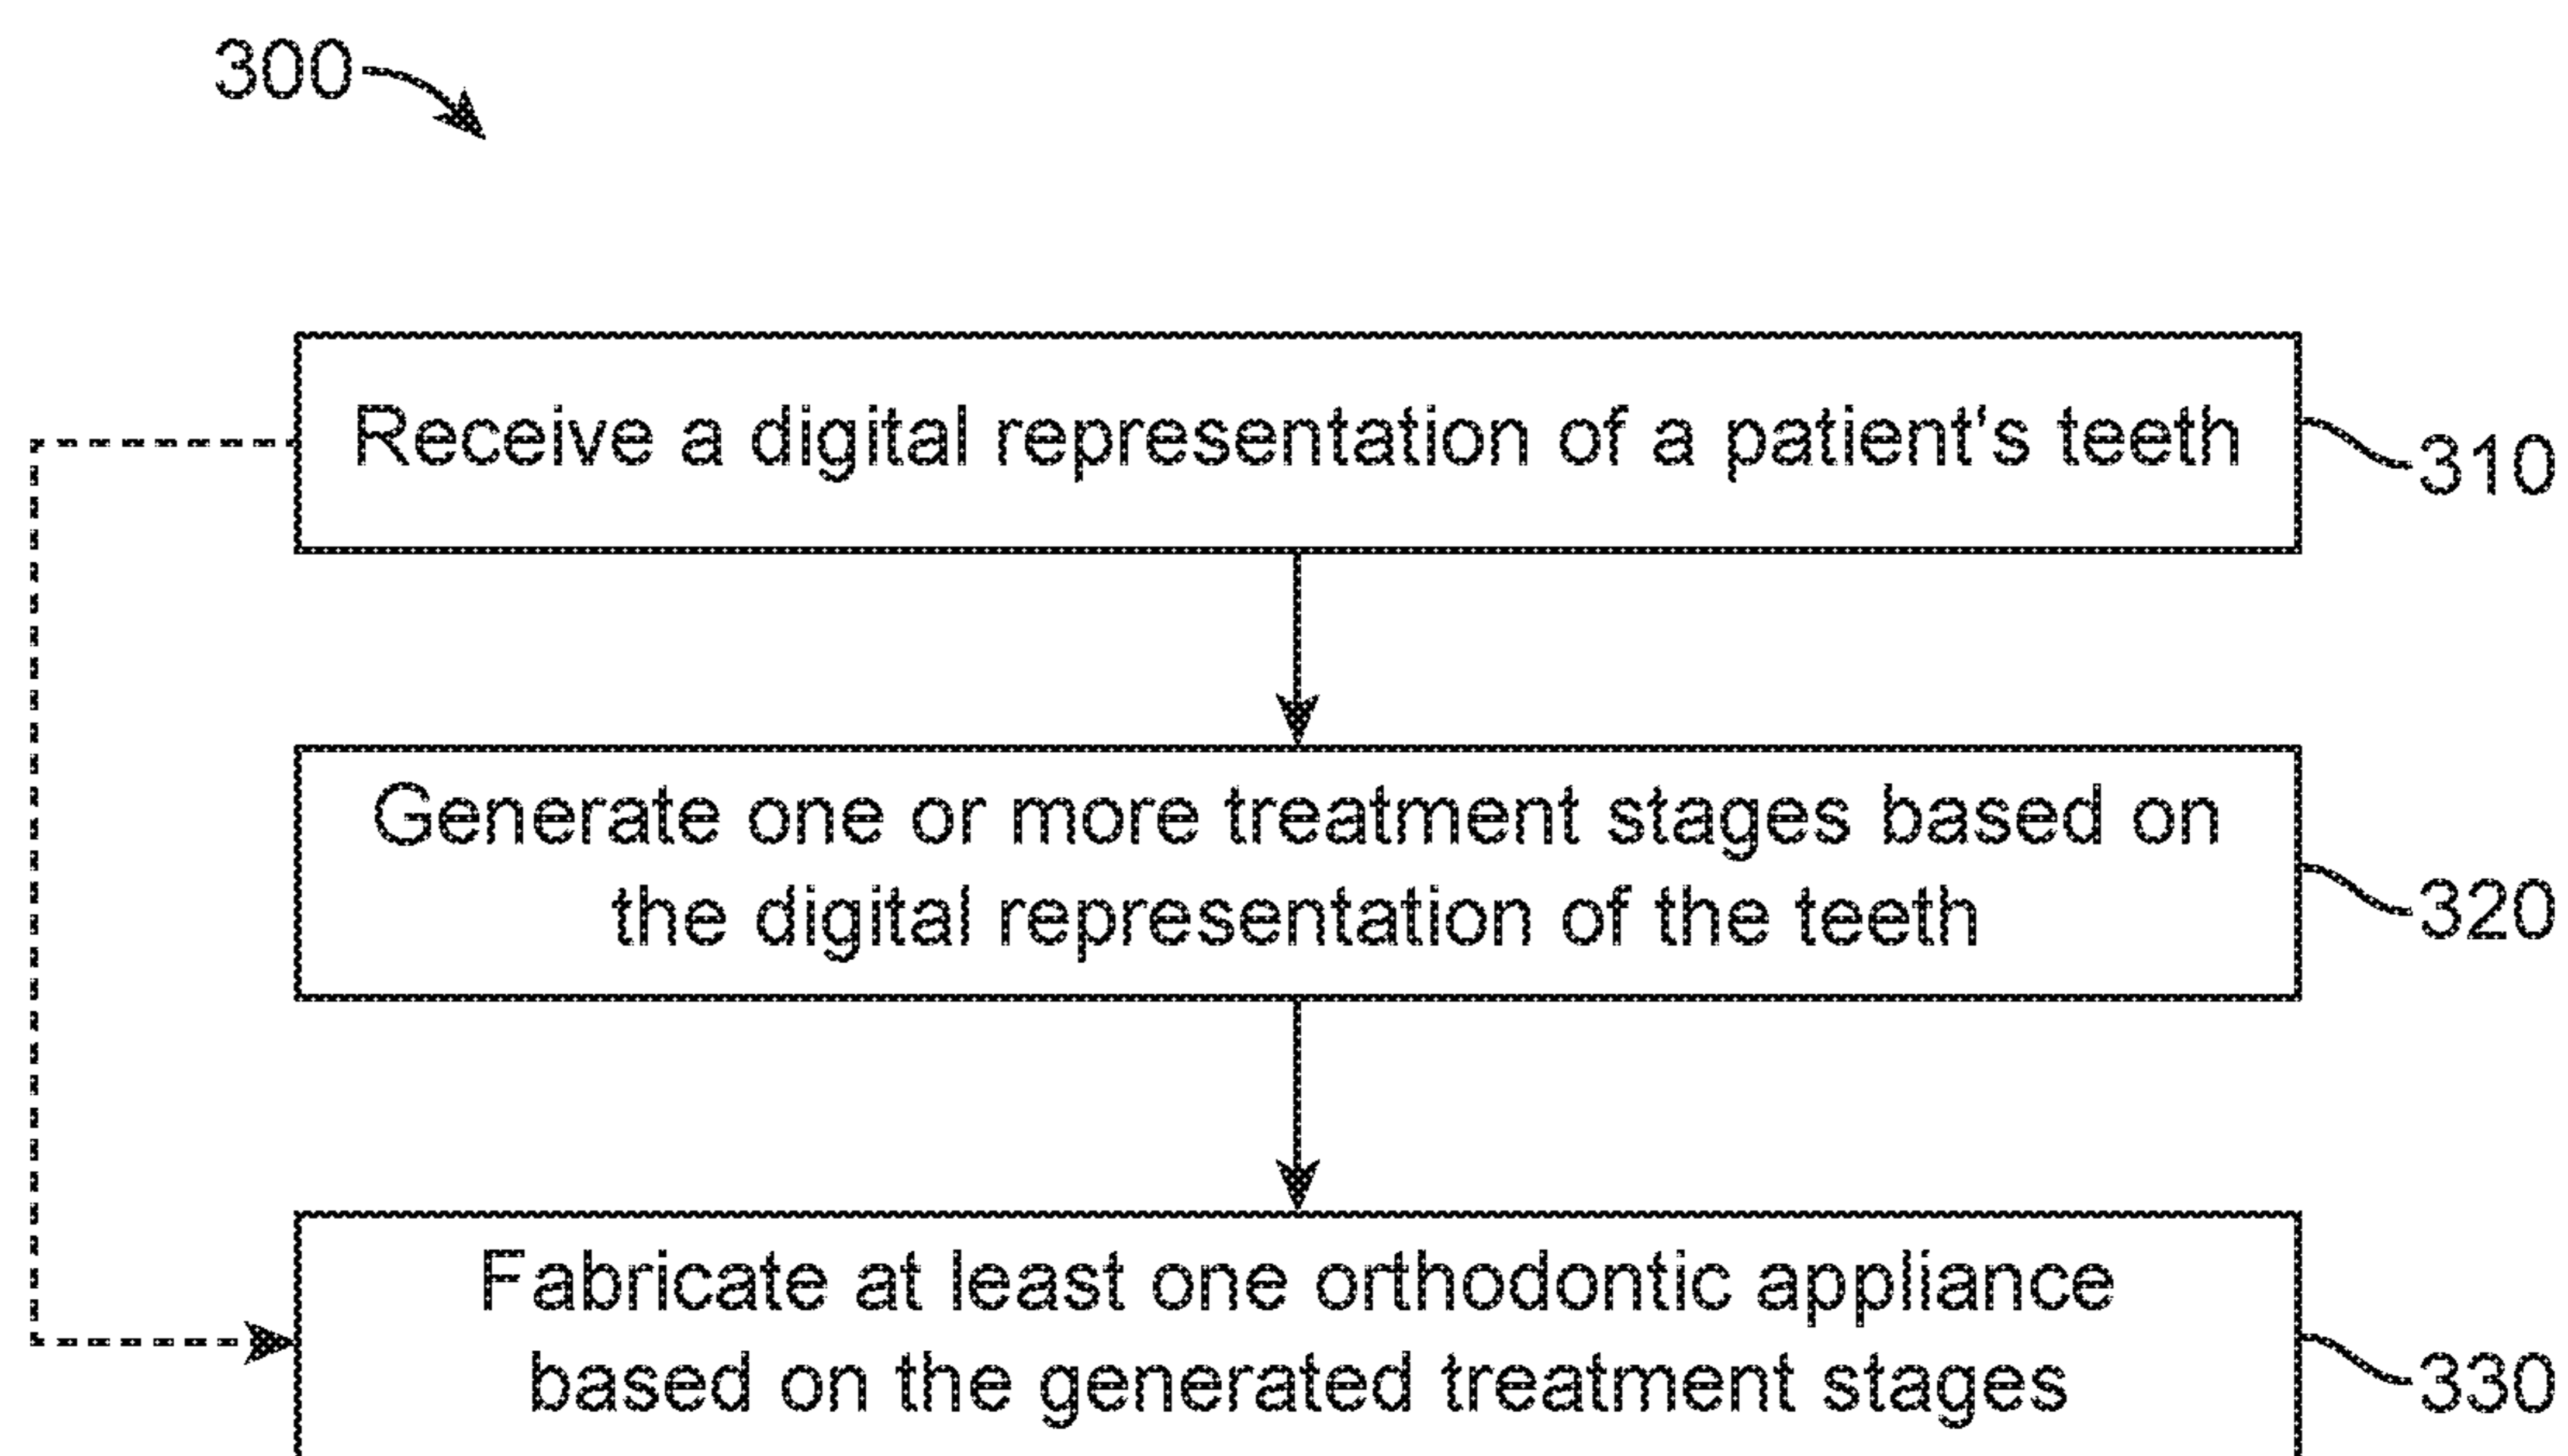 300
Receive a digital representation of a patient's teeth
310
Generate one or more treatment stages based on
the digital representation of the teeth
320
Fabricate at least one orthodontic appliance
based on the generated treatment stages
330